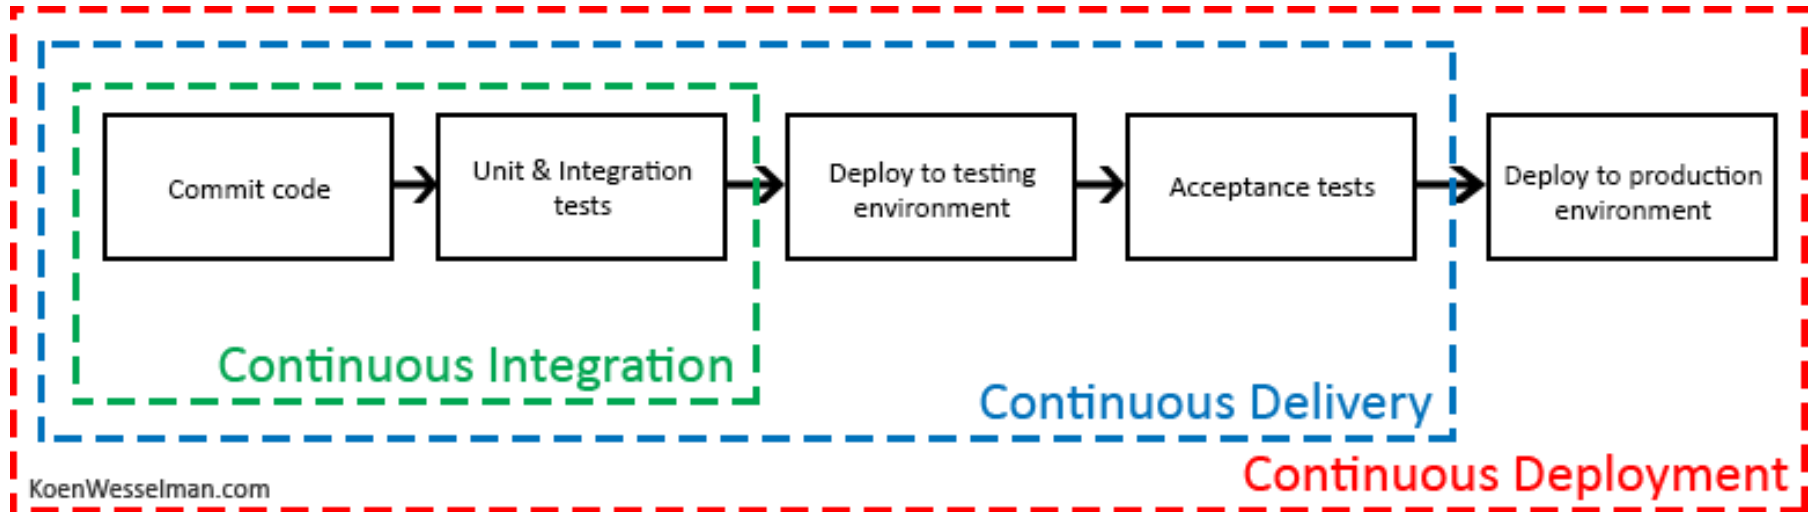 Commit code
Unit & Integration
tests
Deploy to testing
environment
Acceptance tests
Deploy to production
environment
Continuous Integration
Continuous Delivery
Continuous Deployment
KoenWesselman.com